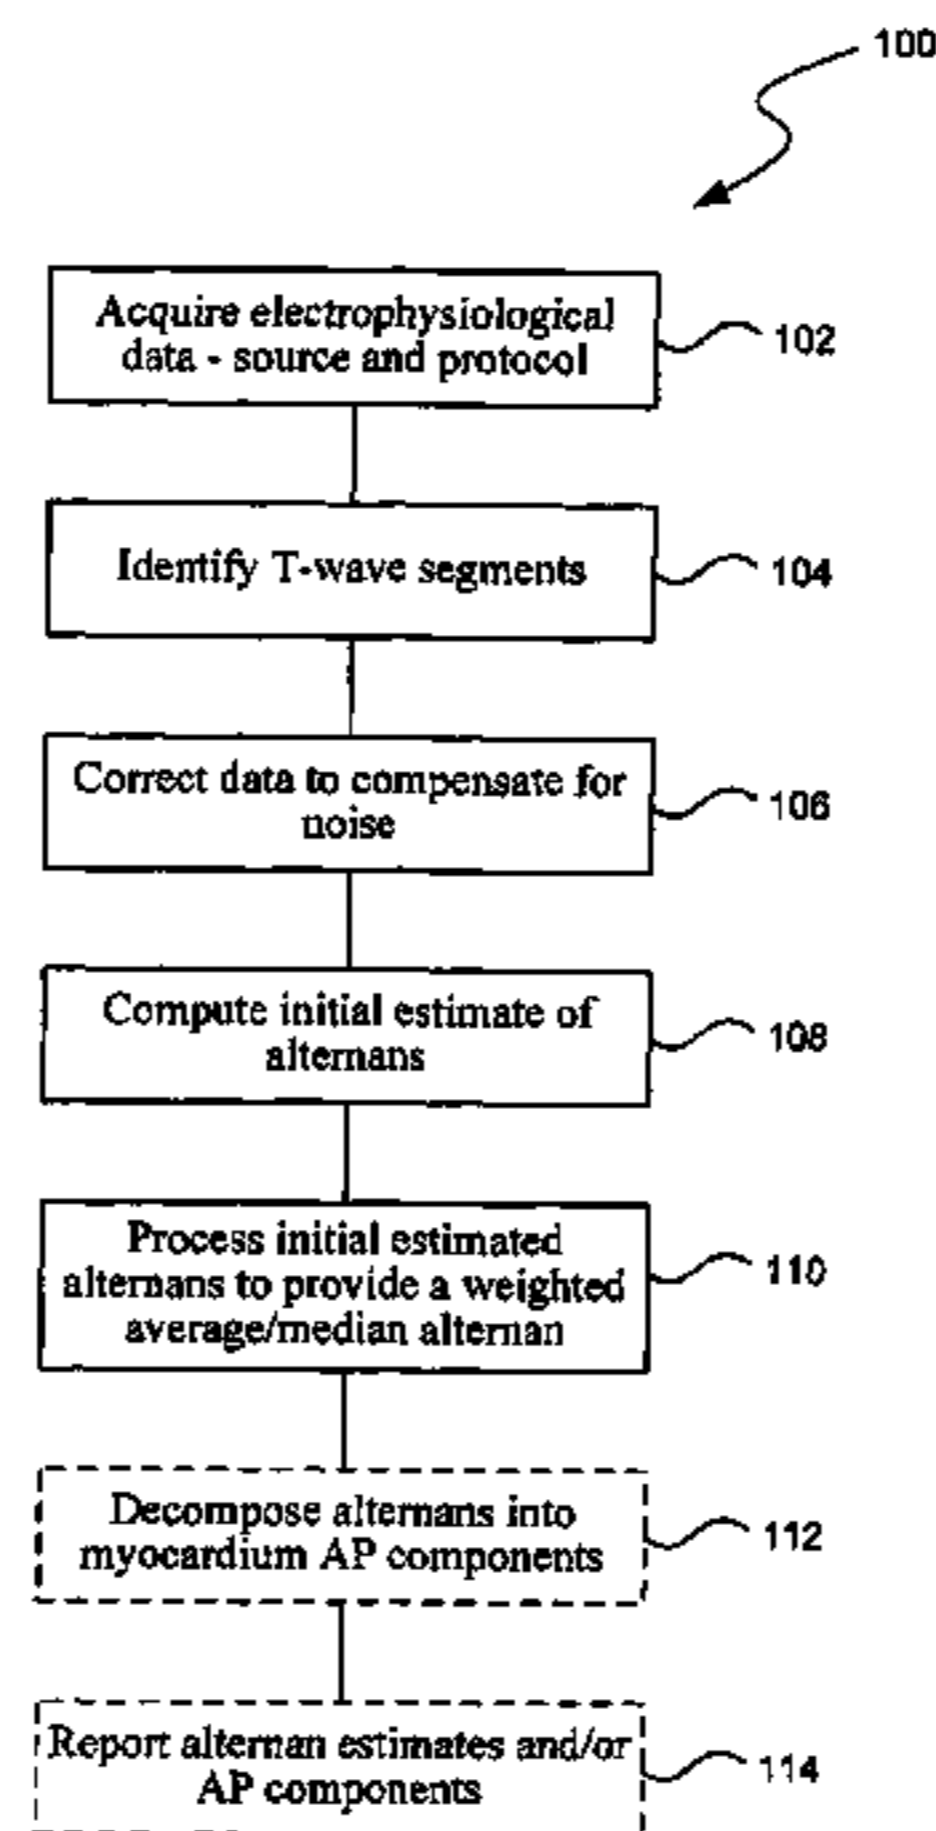 100
Acquire electrophysiological
data - source and protocol
102
Identify T-wave segments
104
Correct data to compensate for
noise
106
Compute initial estimate of
alternans
108
Process initial estimated
alternans to provide a weighted
average/median alternan
110
Decompose alternans into
myocardium AP components
112
Report alternan estimates and/or
AP components
114